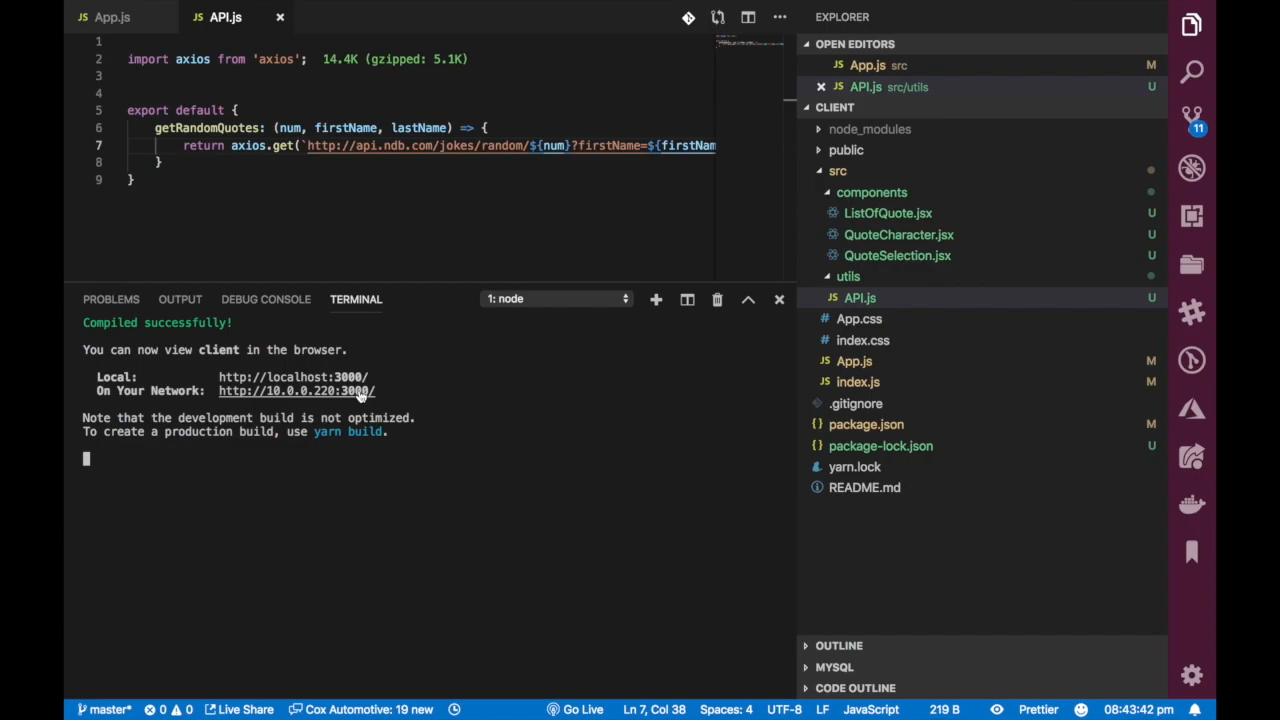 JS App.js
JS API.js ×
1
2 import axios from 'axios'; 14.4K (gzipped: 5.1K)
3
4
5 export default {
6 getRandomQuotes: (num, firstName, lastName) => {
7 return axios.get(`http://api.ndb.com/jokes/random/${num}?firstName=${firstNam
8 }
9 }
PROBLEMS OUTPUT DEBUG CONSOLE TERMINAL 1: node
Compiled successfully!
You can now view client in the browser.
Local: http://localhost:3000/
On Your Network: http://10.0.0.220:3000/
Note that the development build is not optimized.
To create a production build, use yarn build.
EXPLORER
OPEN EDITORS
JS App.js src M
× JS API.js src/utils U
CLIENT
node_modules
public
src
components
ListOfQuote.jsx U
QuoteCharacter.jsx U
QuoteSelection.jsx U
utils
JS API.js U
# App.css
# index.css
JS App.js M
JS index.js M
.gitignore
{} package.json M
{} package-lock.json U
yarn.lock
README.md
OUTLINE
MYSQL
CODE OUTLINE
11
master* 0 0 Live Share Cox Automotive: 19 new Go Live Ln 7, Col 38 Spaces: 4 UTF-8 LF JavaScript 219 B Prettier 08:43:42 pm